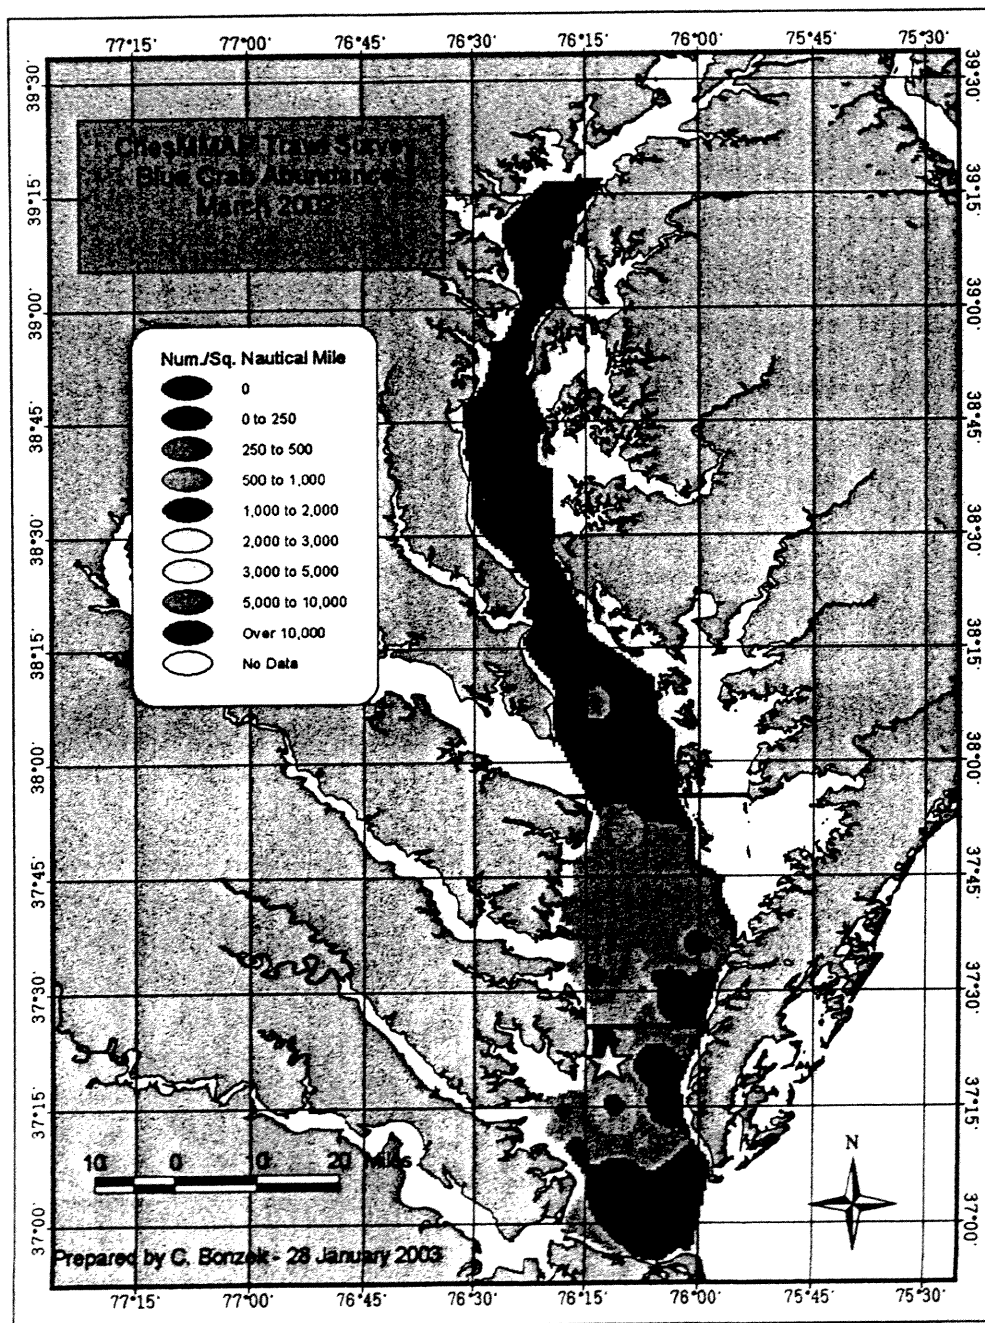 77°15' 77°00' 76°45' 76°30' 76°15' 76°00' 75°45' 75°30'
39°30' 39°30'
ChesMMAP Trawl Survey
Blue Crab Abundance
March 2002
39°15' 39°15'
39°00' 39°00'
Num./Sq. Nautical Mile
0
0 to 250
38°45' 38°45'
250 to 500
500 to 1,000
1,000 to 2,000
38°30' 38°30'
2,000 to 3,000
3,000 to 5,000
5,000 to 10,000
Over 10,000
38°15' 38°15'
No Data
38°00' 38°00'
37°45' 37°45'
37°30' 37°30'
37°15' 37°15'
N
10 0 10 20 Miles
37°00' 37°00'
Prepared by C. Bonzek - 28 January 2003
77°15' 77°00' 76°45' 76°30' 76°15' 76°00' 75°45' 75°30'